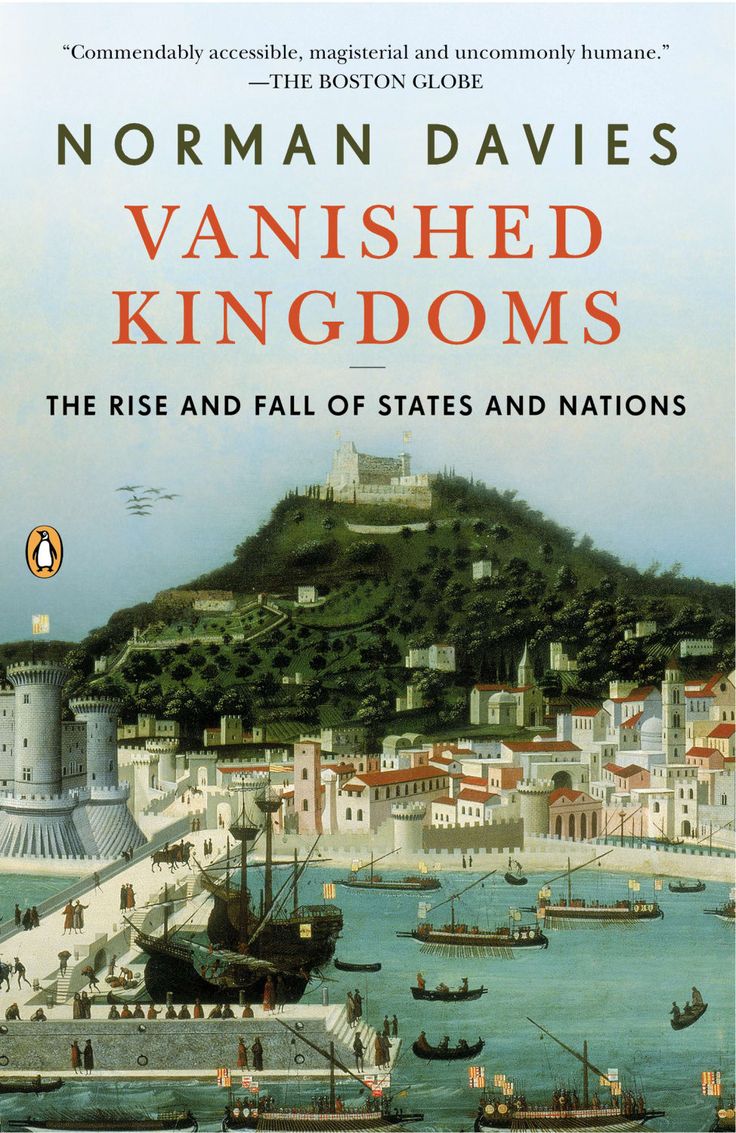 “Commendably accessible, magisterial and uncommonly humane.”
—THE BOSTON GLOBE
NORMAN DAVIES
VANISHED
KINGDOMS
THE RISE AND FALL OF STATES AND NATIONS